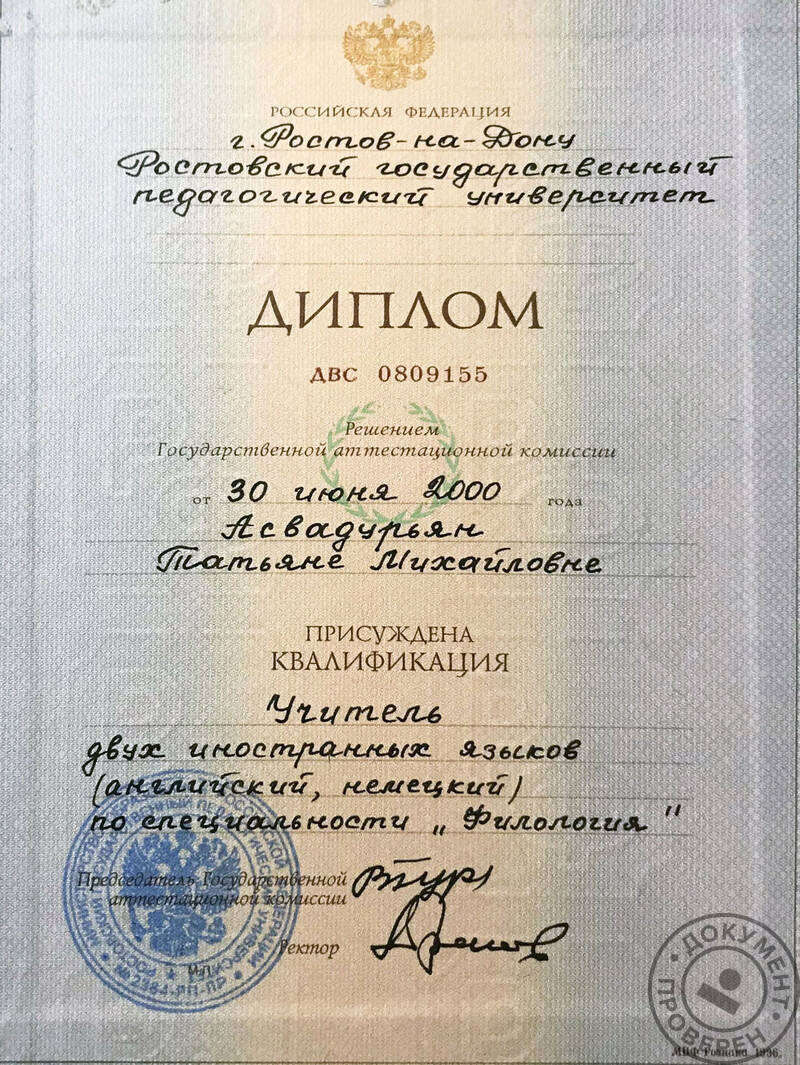 РОССИЙСКАЯ ФЕДЕРАЦИЯ
г. Ростов-на-Дону
Ростовский государственный
педагогический университет
ДИПЛОМ
ДВС 0809155
Решением
Государственной аттестационной комиссии
от 30 июня 2000 года
Асвадурьян
Татьяне Михайловне
ПРИСУЖДЕНА
КВАЛИФИКАЦИЯ
Учитель
двух иностранных языков
(английский, немецкий)
по специальности „Филология"
Председатель Государственной
аттестационной комиссии
Ректор
М.П.
ДОКУМЕНТ
ПРОВЕРЕН
1996.